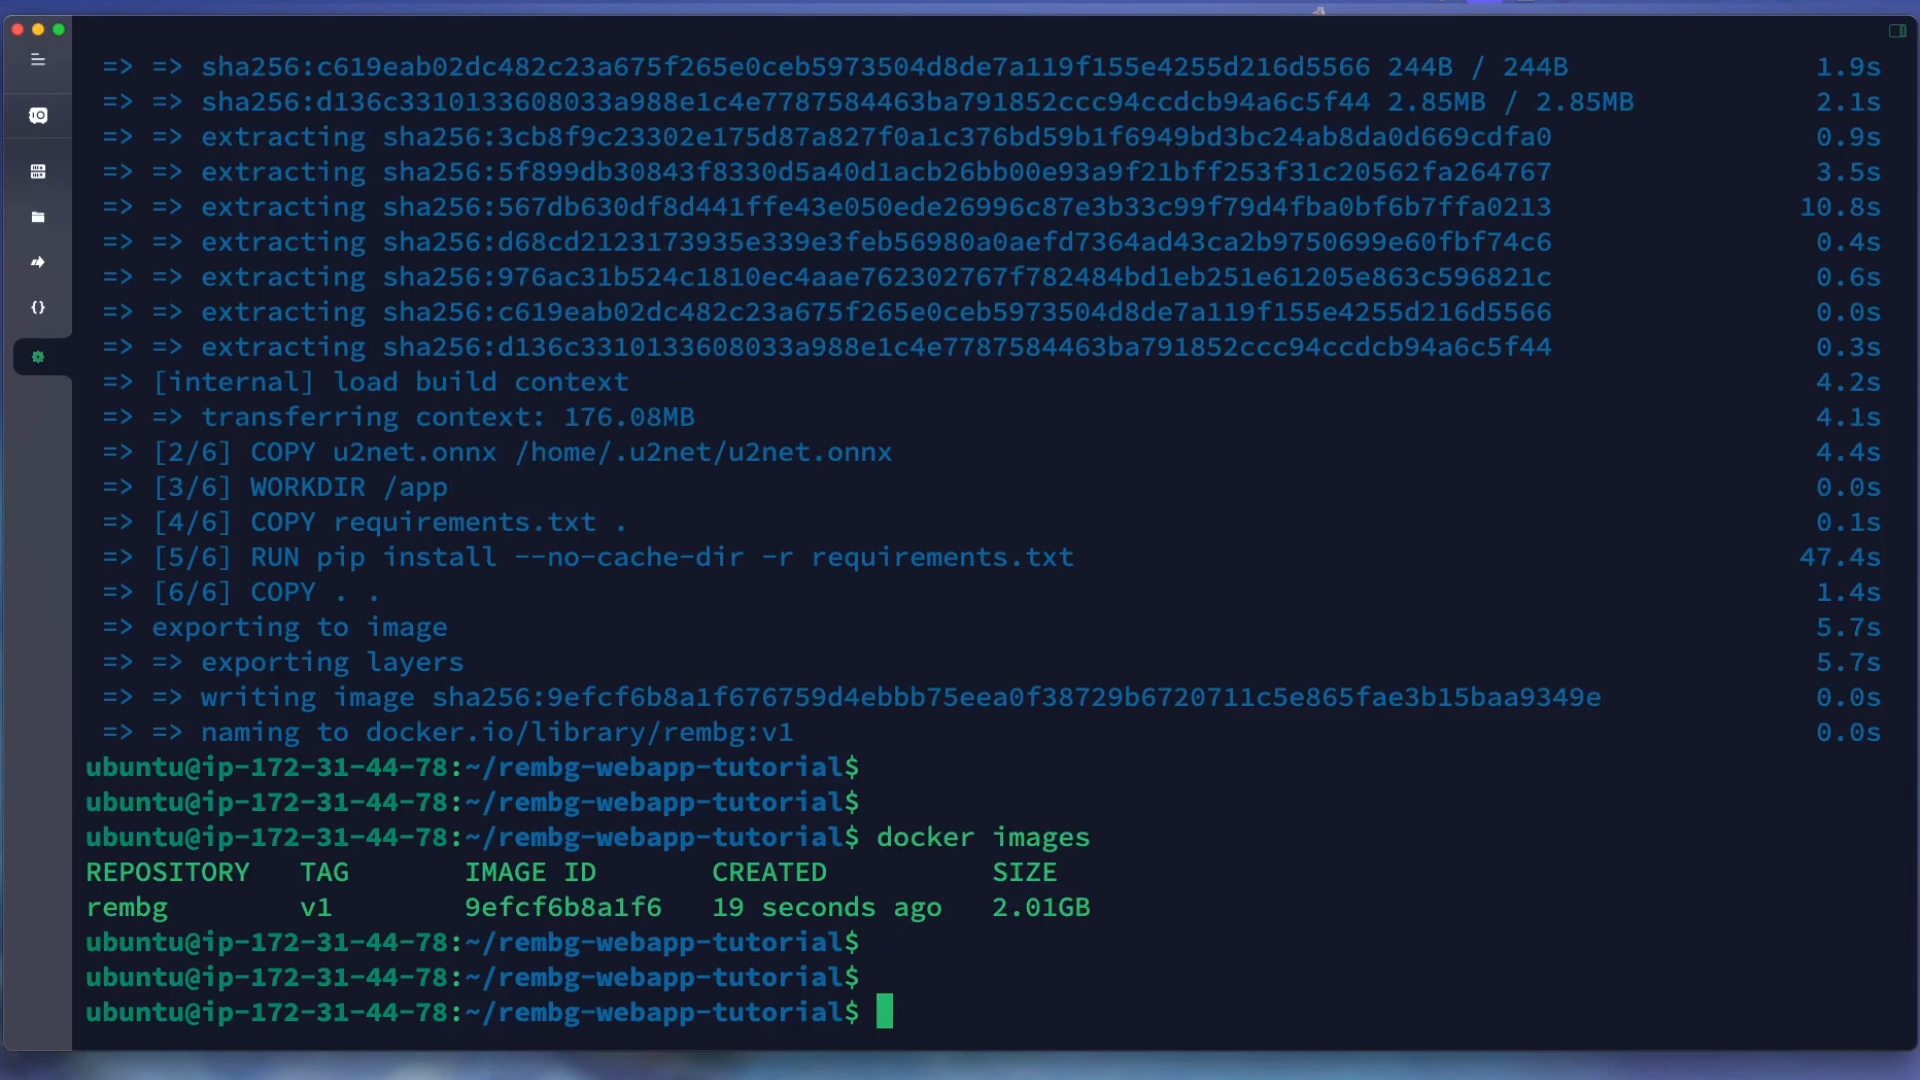 => => sha256:c619eab02dc482c23a675f265e0ceb5973504d8de7a119f155e4255d216d5566 244B / 244B 1.9s
=> => sha256:d136c3310133608033a988e1c4e7787584463ba791852ccc94ccdcb94a6c5f44 2.85MB / 2.85MB 2.1s
=> => extracting sha256:3cb8f9c23302e175d87a827f0a1c376bd59b1f6949bd3bc24ab8da0d669cdfa0 0.9s
=> => extracting sha256:5f899db30843f8330d5a40d1acb26bb00e93a9f21bff253f31c20562fa264767 3.5s
=> => extracting sha256:567db630df8d441ffe43e050ede26996c87e3b33c99f79d4fba0bf6b7ffa0213 10.8s
=> => extracting sha256:d68cd2123173935e339e3feb56980a0aefd7364ad43ca2b9750699e60fbf74c6 0.4s
=> => extracting sha256:976ac31b524c1810ec4aae762302767f782484bd1eb251e61205e863c596821c 0.6s
=> => extracting sha256:c619eab02dc482c23a675f265e0ceb5973504d8de7a119f155e4255d216d5566 0.0s
=> => extracting sha256:d136c3310133608033a988e1c4e7787584463ba791852ccc94ccdcb94a6c5f44 0.3s
=> [internal] load build context 4.2s
=> => transferring context: 176.08MB 4.1s
=> [2/6] COPY u2net.onnx /home/.u2net/u2net.onnx 4.4s
=> [3/6] WORKDIR /app 0.0s
=> [4/6] COPY requirements.txt . 0.1s
=> [5/6] RUN pip install --no-cache-dir -r requirements.txt 47.4s
=> [6/6] COPY . . 1.4s
=> exporting to image 5.7s
=> => exporting layers 5.7s
=> => writing image sha256:9efcf6b8a1f676759d4ebbb75eea0f38729b6720711c5e865fae3b15baa9349e 0.0s
=> => naming to docker.io/library/rembg:v1 0.0s
ubuntu@ip-172-31-44-78:~/rembg-webapp-tutorial$
ubuntu@ip-172-31-44-78:~/rembg-webapp-tutorial$
ubuntu@ip-172-31-44-78:~/rembg-webapp-tutorial$ docker images
REPOSITORY TAG IMAGE ID CREATED SIZE
rembg v1 9efcf6b8a1f6 19 seconds ago 2.01GB
ubuntu@ip-172-31-44-78:~/rembg-webapp-tutorial$
ubuntu@ip-172-31-44-78:~/rembg-webapp-tutorial$
ubuntu@ip-172-31-44-78:~/rembg-webapp-tutorial$